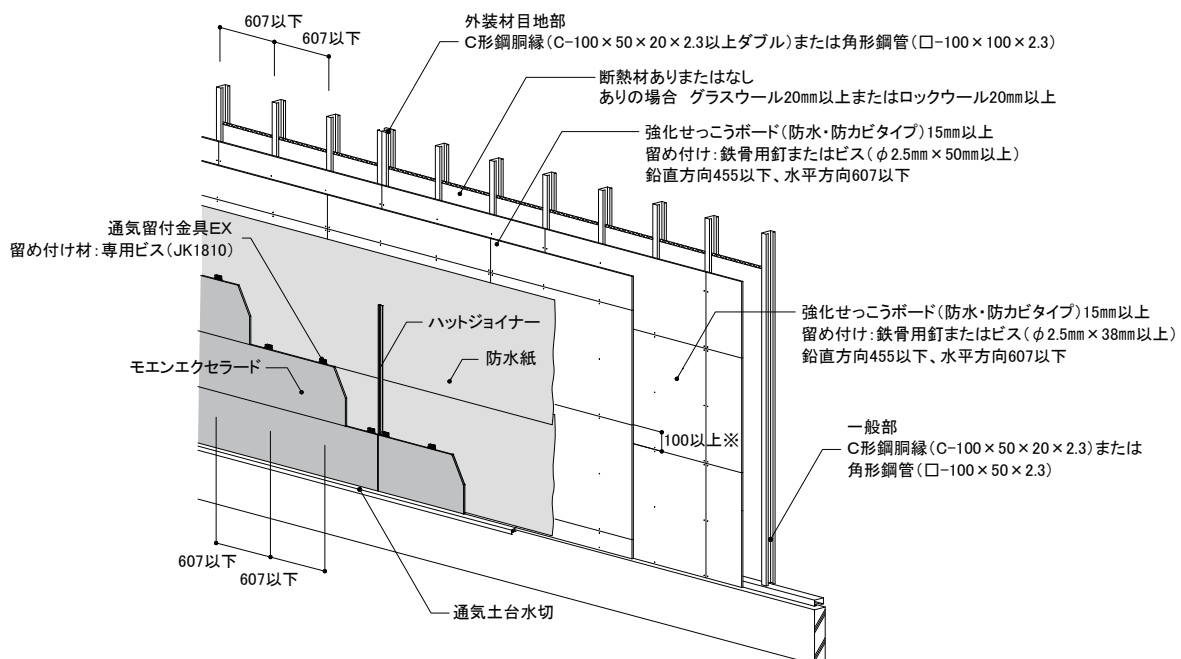 607以下
607以下
外装材目地部
C形鋼胴縁(C-100×50×20×2.3以上ダブル)または角形鋼管(□-100×100×2.3)
断熱材ありまたはなし
ありの場合 グラスウール20mm以上またはロックウール20mm以上
強化せっこうボード(防水・防カビタイプ)15mm以上
留め付け:鉄骨用釘またはビス(φ2.5mm×50mm以上)
鉛直方向455以下、水平方向607以下
通気留付金具EX
留め付け材:専用ビス(JK1810)
ハットジョイナー
防水紙
モエンエクセラード
強化せっこうボード(防水・防カビタイプ)15mm以上
留め付け:鉄骨用釘またはビス(φ2.5mm×38mm以上)
鉛直方向455以下、水平方向607以下
100以上※
一般部
C形鋼胴縁(C-100×50×20×2.3)または
角形鋼管(□-100×50×2.3)
607以下
607以下
通気土台水切